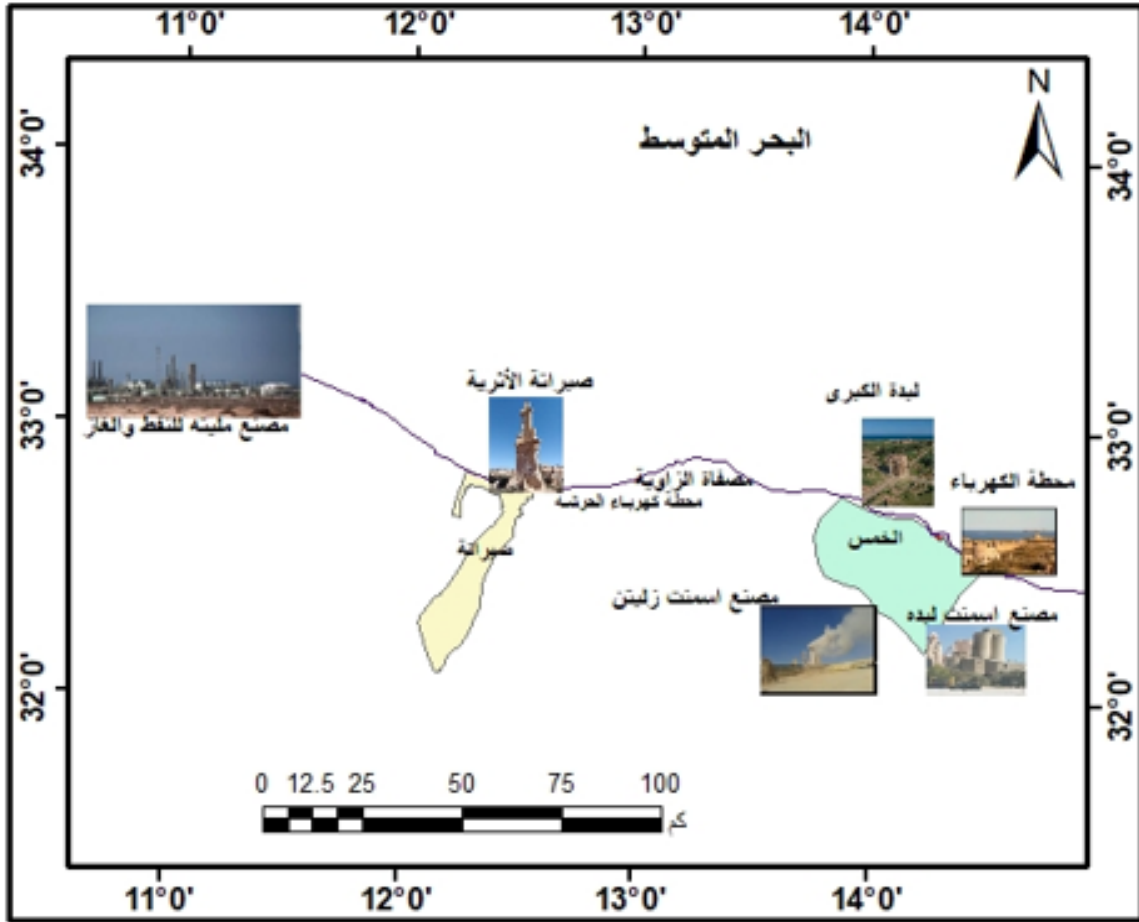 11°0' 12°0' 13°0' 14°0'
N
34°0' البحر المتوسط 34°0'
صبراتة الأثرية
لبدة الكبرى
33°0' مصنع مليته للنفط والغاز 33°0'
مصفاة الزاوية
محطة الكهرباء
محطة كهرباء الحرشه
الخمس
صبراتة
مصنع اسمنت زليتن
مصنع اسمنت لبده
32°0' 32°0'
0 12.5 25 50 75 100
كم
11°0' 12°0' 13°0' 14°0'